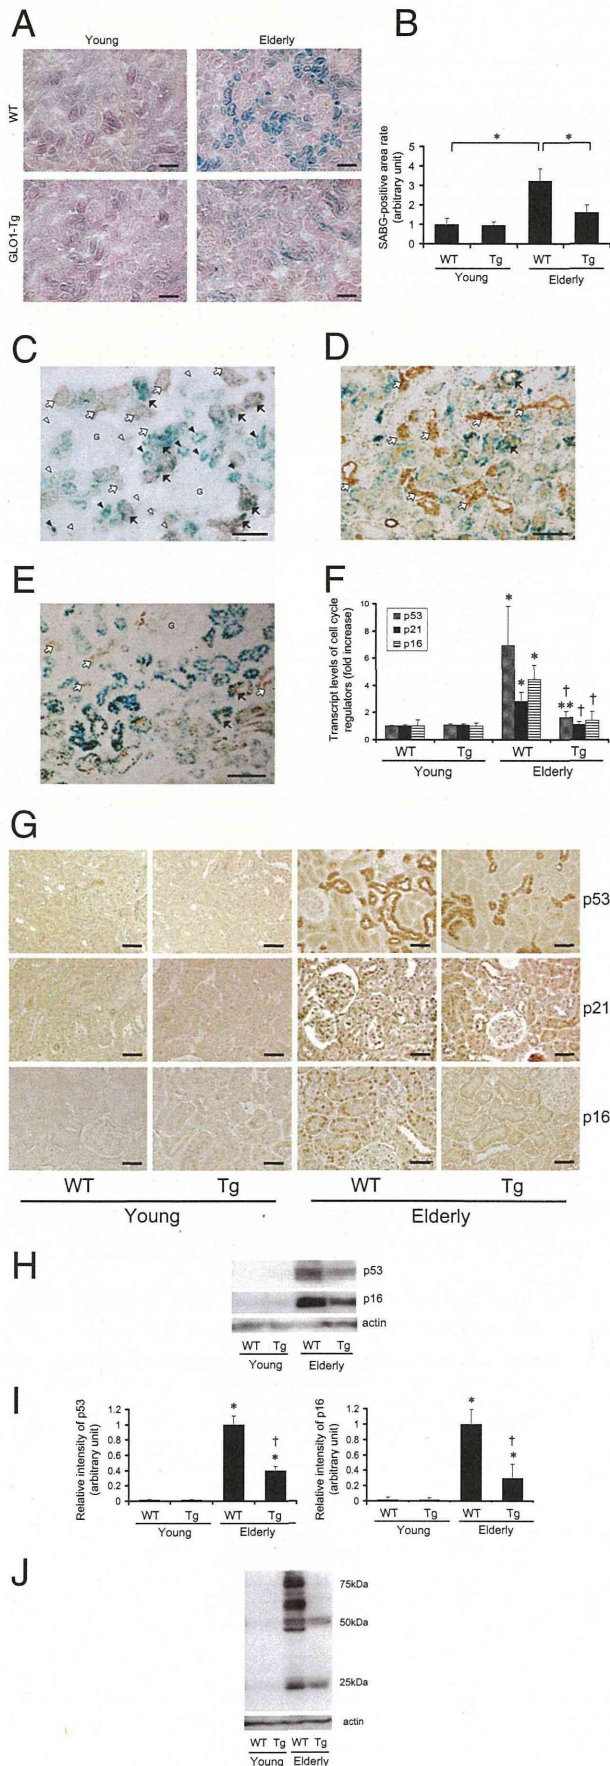 A
Young
Elderly
WT
GLO1-Tg
B
SABG-positive area rate
(arbitrary unit)
5
4
3
2
1
0
*
*
WT Tg WT Tg
Young Elderly
C
G
G
G
D
E
G
F
Transcript levels of cell cycle
regulators (fold increase)
10
8
6
4
2
0
p53
p21
p16
*
*
*
†
**
†
†
WT Tg WT Tg
Young Elderly
G
p53
p21
p16
WT Tg WT Tg
Young Elderly
H
p53
p16
actin
WT Tg WT Tg
Young Elderly
I
Relative intensity of p53
(arbitrary unit)
1.2
1
0.8
0.6
0.4
0.2
0
*
†
*
WT Tg WT Tg
Young Elderly
Relative intensity of p16
(arbitrary unit)
1.2
1
0.8
0.6
0.4
0.2
0
*
†
*
WT Tg WT Tg
Young Elderly
J
75kDa
50kDa
25kDa
actin
WT Tg WT Tg
Young Elderly